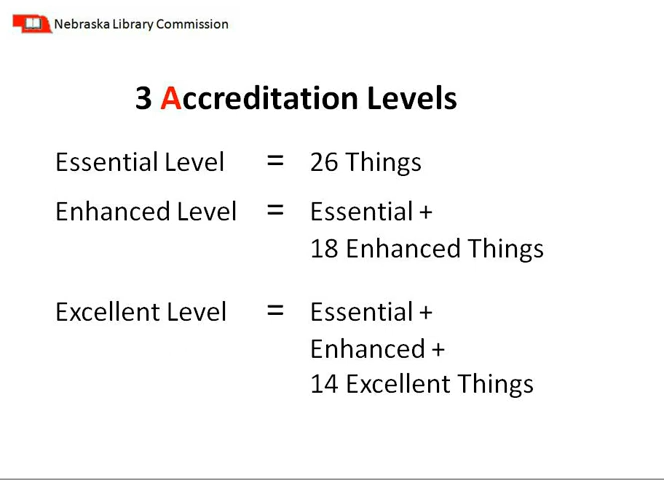 Nebraska Library Commission
3 Accreditation Levels
Essential Level = 26 Things
Enhanced Level = Essential +
18 Enhanced Things
Excellent Level = Essential +
Enhanced +
14 Excellent Things